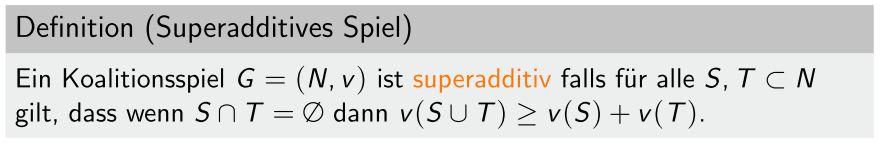 Definition (Superadditives Spiel)
Ein Koalitionsspiel G = (N, v) ist superadditiv falls für alle S, T ⊂ N
gilt, dass wenn S ∩ T = ∅ dann v(S ∪ T) ≥ v(S) + v(T).